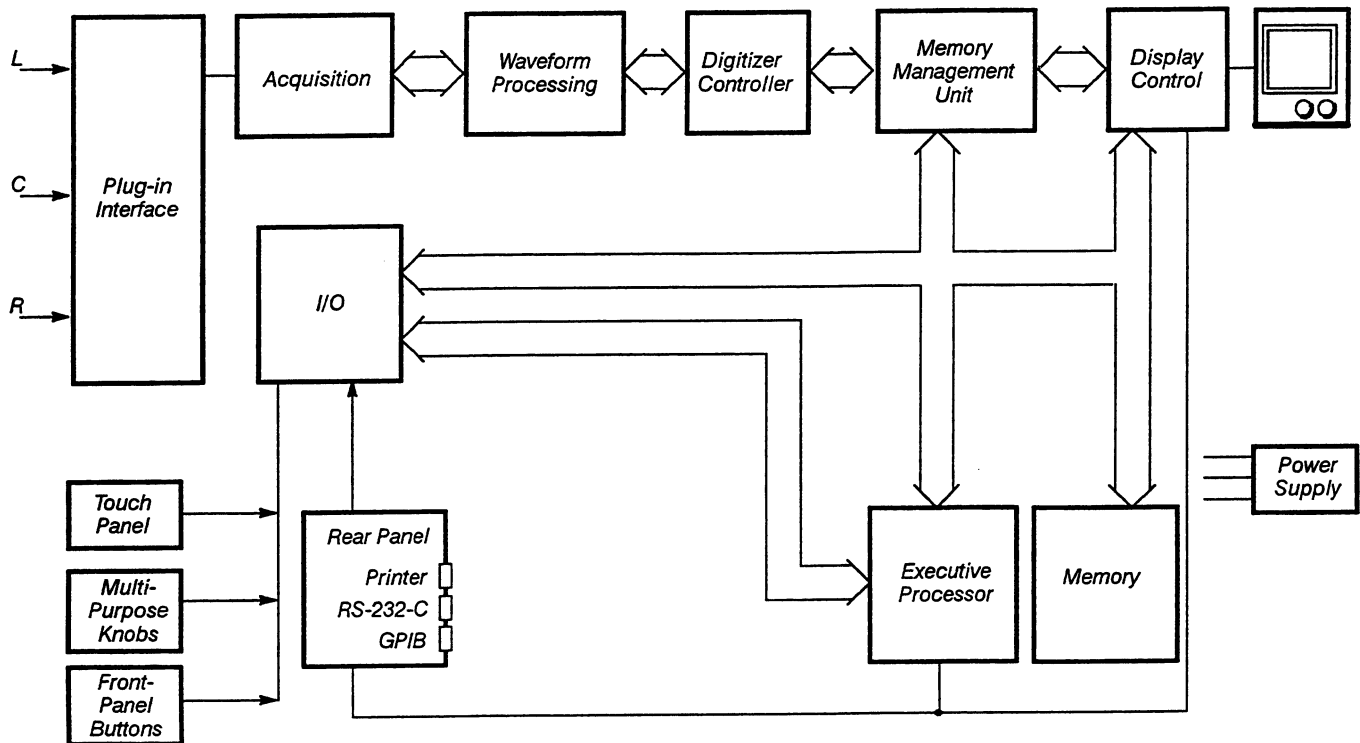 L
C
R
Plug-in
Interface
Acquisition
Waveform
Processing
Digitizer
Controller
Memory
Management
Unit
Display
Control
I/O
Touch
Panel
Multi-
Purpose
Knobs
Front-
Panel
Buttons
Rear Panel
Printer
RS-232-C
GPIB
Executive
Processor
Memory
Power
Supply